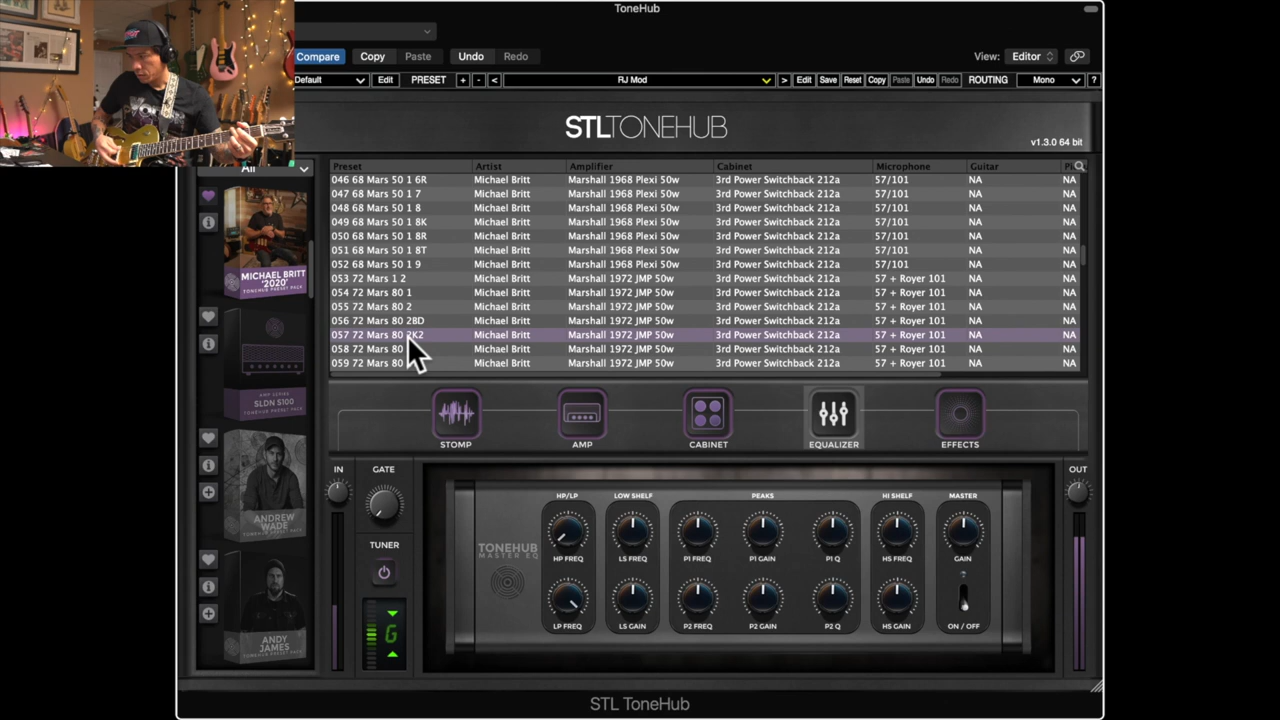 ToneHub
Compare Copy Paste Undo Redo View: Editor
Default Edit PRESET + - < RJ Mod > Edit Save Reset Copy Paste Undo Redo ROUTING Mono ?
STL TONEHUB
v1.3.0 64 bit
All
Preset Artist Amplifier Cabinet Microphone Guitar
046 68 Mars 50 1 6R Michael Britt Marshall 1968 Plexi 50w 3rd Power Switchback 212a 57/101 NA NA
047 68 Mars 50 1 7 Michael Britt Marshall 1968 Plexi 50w 3rd Power Switchback 212a 57/101 NA NA
048 68 Mars 50 1 8 Michael Britt Marshall 1968 Plexi 50w 3rd Power Switchback 212a 57/101 NA NA
049 68 Mars 50 1 8K Michael Britt Marshall 1968 Plexi 50w 3rd Power Switchback 212a 57/101 NA NA
050 68 Mars 50 1 8R Michael Britt Marshall 1968 Plexi 50w 3rd Power Switchback 212a 57/101 NA NA
051 68 Mars 50 1 8T Michael Britt Marshall 1968 Plexi 50w 3rd Power Switchback 212a 57/101 NA NA
052 68 Mars 50 1 9 Michael Britt Marshall 1968 Plexi 50w 3rd Power Switchback 212a 57/101 NA NA
053 72 Mars 1 2 Michael Britt Marshall 1972 JMP 50w 3rd Power Switchback 212a 57 + Royer 101 NA NA
054 72 Mars 80 1 Michael Britt Marshall 1972 JMP 50w 3rd Power Switchback 212a 57 + Royer 101 NA NA
055 72 Mars 80 2 Michael Britt Marshall 1972 JMP 50w 3rd Power Switchback 212a 57 + Royer 101 NA NA
056 72 Mars 80 2BD Michael Britt Marshall 1972 JMP 50w 3rd Power Switchback 212a 57 + Royer 101 NA NA
057 72 Mars 80 2K2 Michael Britt Marshall 1972 JMP 50w 3rd Power Switchback 212a 57 + Royer 101 NA NA
058 72 Mars 80 Michael Britt Marshall 1972 JMP 50w 3rd Power Switchback 212a 57 + Royer 101 NA NA
059 72 Mars 80 Michael Britt Marshall 1972 JMP 50w 3rd Power Switchback 212a 57 + Royer 101 NA NA
MICHAEL BRITT
'2020'
TONEHUB PRESET PACK
AMP SERIES
SLDN S100
TONEHUB PRESET PACK
ANDREW
WADE
TONEHUB PRESET PACK
ANDY
JAMES
TONEHUB PRESET PACK
STOMP AMP CABINET EQUALIZER EFFECTS
IN GATE OUT
TUNER
G
HP/LP LOW SHELF PEAKS HI SHELF MASTER
TONEHUB
MASTER EQ
HP FREQ LS FREQ P1 FREQ P1 GAIN P1 Q HS FREQ GAIN
LP FREQ LS GAIN P2 FREQ P2 GAIN P2 Q HS GAIN ON / OFF
STL ToneHub